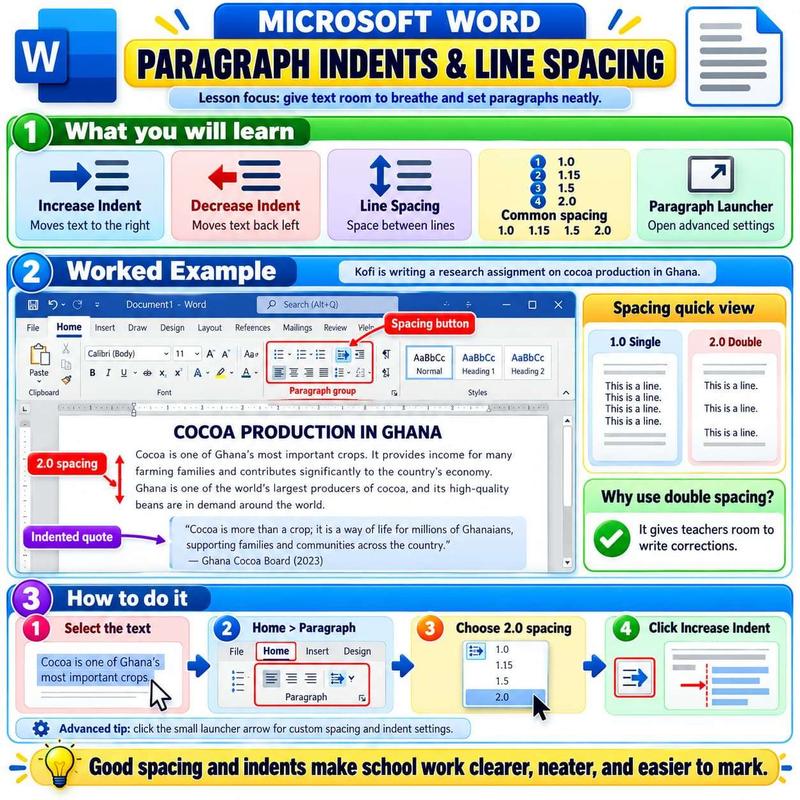 W
MICROSOFT WORD
PARAGRAPH INDENTS & LINE SPACING
Lesson focus: give text room to breathe and set paragraphs neatly.
1 What you will learn
Increase Indent
Moves text to the right
Decrease Indent
Moves text back left
Line Spacing
Space between lines
1 1.0
2 1.15
3 1.5
4 2.0
Common spacing
1.0 1.15 1.5 2.0
Paragraph Launcher
Open advanced settings
2 Worked Example
Kofi is writing a research assignment on cocoa production in Ghana.
Document1 - Word
Search (Alt+Q)
File Home Insert Draw Design Layout References Mailings Review
Spacing button
Paste
Clipboard
Calibri (Body) 11 A A Aa
B I U ab x x A A
Font
Paragraph group
AaBbCc AaBbCc AaBbCc
Normal Heading 1 Heading 2
Styles
L
COCOA PRODUCTION IN GHANA
2.0 spacing
Cocoa is one of Ghana's most important crops. It provides income for many
farming families and contributes significantly to the country's economy.
Ghana is one of the world's largest producers of cocoa, and its high-quality
beans are in demand around the world.
Indented quote
"Cocoa is more than a crop; it is a way of life for millions of Ghanaians,
supporting families and communities across the country."
— Ghana Cocoa Board (2023)
Spacing quick view
1.0 Single
This is a line.
This is a line.
This is a line.
This is a line.
2.0 Double
This is a line.
This is a line.
This is a line.
Why use double spacing?
It gives teachers room to
write corrections.
3 How to do it
1 Select the text
Cocoa is one of Ghana's
most important crops.
2 Home > Paragraph
File Home Insert Design
Paragraph
3 Choose 2.0 spacing
1.0
1.15
1.5
2.0
4 Click Increase Indent
Advanced tip: click the small launcher arrow for custom spacing and indent settings.
Good spacing and indents make school work clearer, neater, and easier to mark.